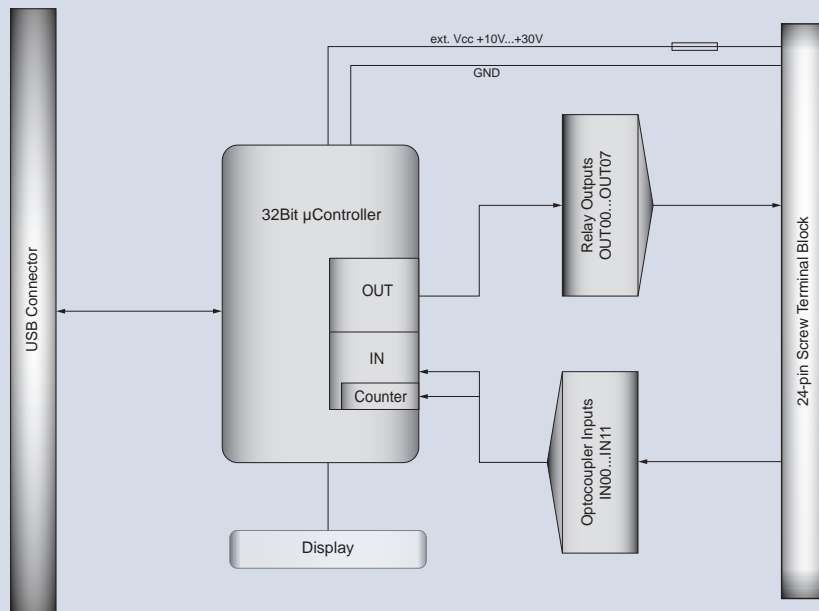 ext. Vcc +10V...+30V
GND
USB Connector
32Bit µController
OUT
IN
Counter
Display
Relay Outputs
OUT00...OUT07
Optocoupler Inputs
IN00...IN11
24-pin Screw Terminal Block